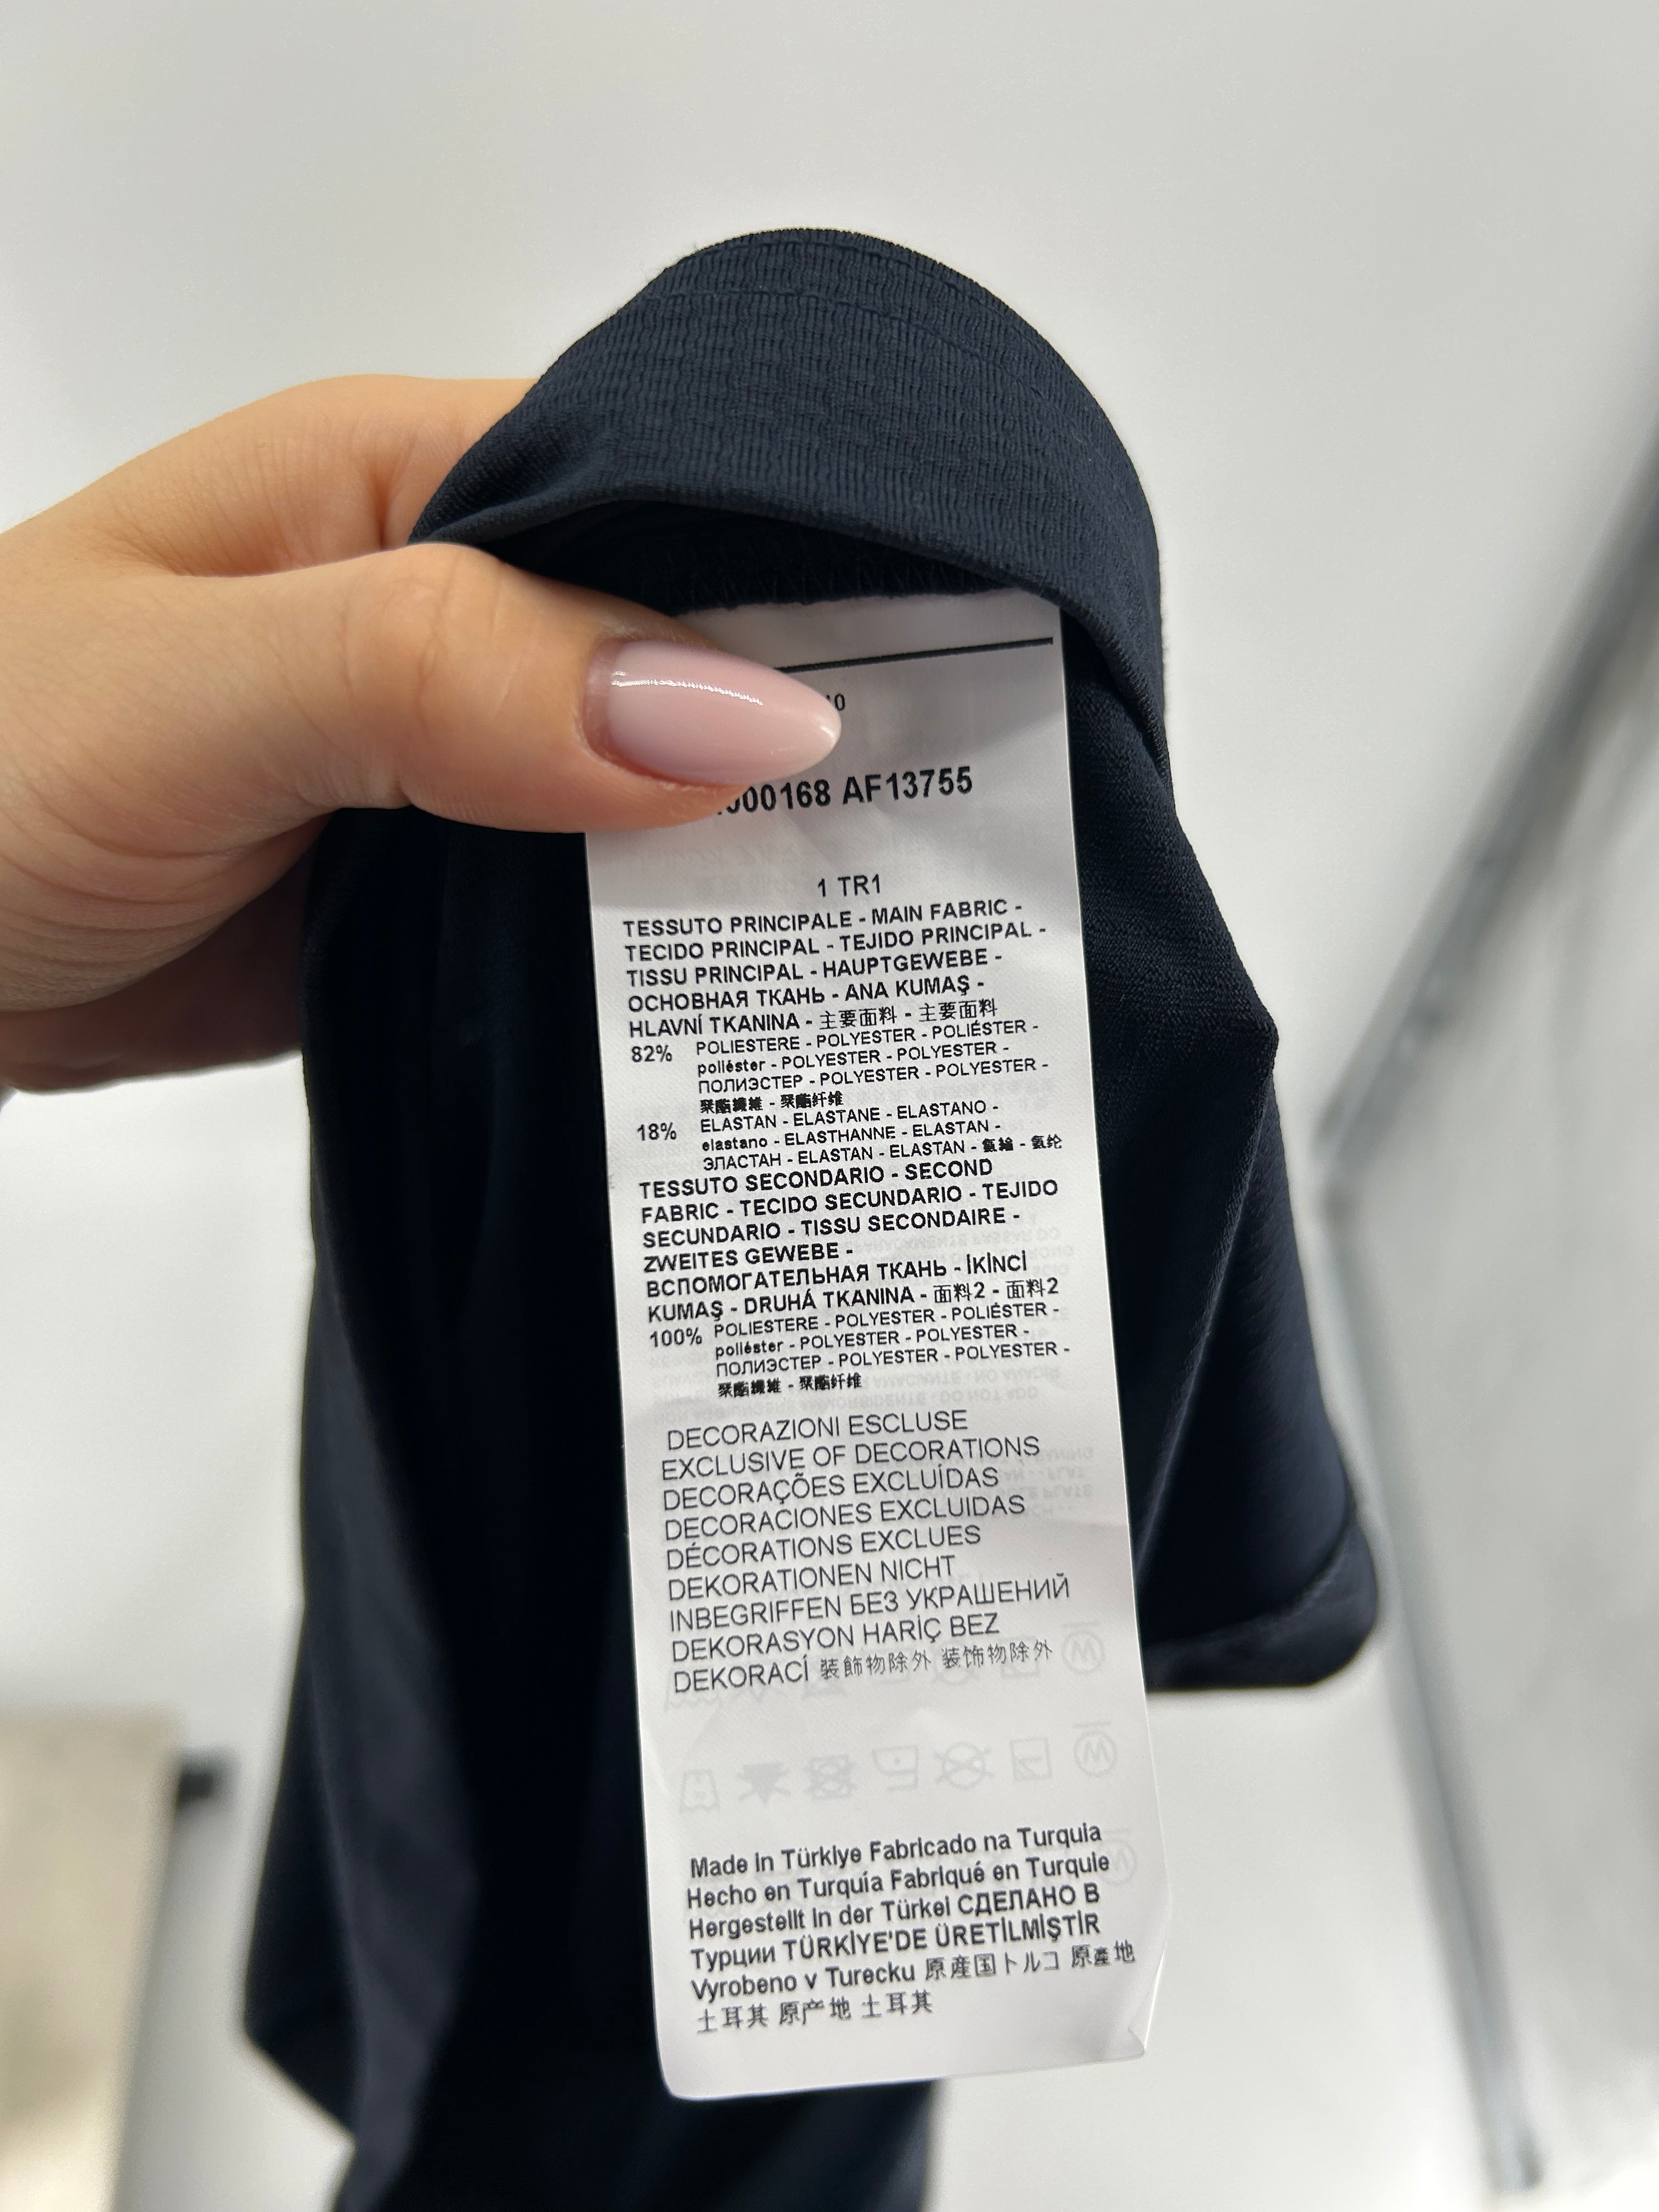 10
000168 AF13755
1 TR1
TESSUTO PRINCIPALE - MAIN FABRIC -
TECIDO PRINCIPAL - TEJIDO PRINCIPAL -
TISSU PRINCIPAL - HAUPTGEWEBE -
ОСНОВНАЯ ТКАНЬ - ANA KUMAŞ -
HLAVNÍ TKANINA - 主要面料 - 主要面料
82% POLIESTERE - POLYESTER - POLIÉSTER -
poliéster - POLYESTER - POLYESTER -
ПОЛИЭСТЕР - POLYESTER - POLYESTER -
聚酯纖維 - 聚酯纤维
18% ELASTAN - ELASTANE - ELASTANO -
elastano - ELASTHANNE - ELASTAN -
ЭЛАСТАН - ELASTAN - ELASTAN - 氨綸 - 氨纶
TESSUTO SECONDARIO - SECOND
FABRIC - TECIDO SECUNDARIO - TEJIDO
SECUNDARIO - TISSU SECONDAIRE -
ZWEITES GEWEBE -
ВСПОМОГАТЕЛЬНАЯ ТКАНЬ - İKİNCİ
KUMAŞ - DRUHÁ TKANINA - 面料2 - 面料2
100% POLIESTERE - POLYESTER - POLIÉSTER -
poliéster - POLYESTER - POLYESTER -
ПОЛИЭСТЕР - POLYESTER - POLYESTER -
聚酯纖維 - 聚酯纤维
DECORAZIONI ESCLUSE
EXCLUSIVE OF DECORATIONS
DECORAÇÕES EXCLUÍDAS
DECORACIONES EXCLUIDAS
DÉCORATIONS EXCLUES
DEKORATIONEN NICHT
INBEGRIFFEN БЕЗ УКРАШЕНИЙ
DEKORASYON HARİÇ BEZ
DEKORACÍ 裝飾物除外 装饰物除外
Made in Türkiye Fabricado na Turquia
Hecho en Turquía Fabriqué en Turquie
Hergestellt in der Türkei СДЕЛАНО В
Турции TÜRKİYE'DE ÜRETİLMİŞTİR
Vyrobeno v Turecku 原産国トルコ 原產地
土耳其 原产地 土耳其